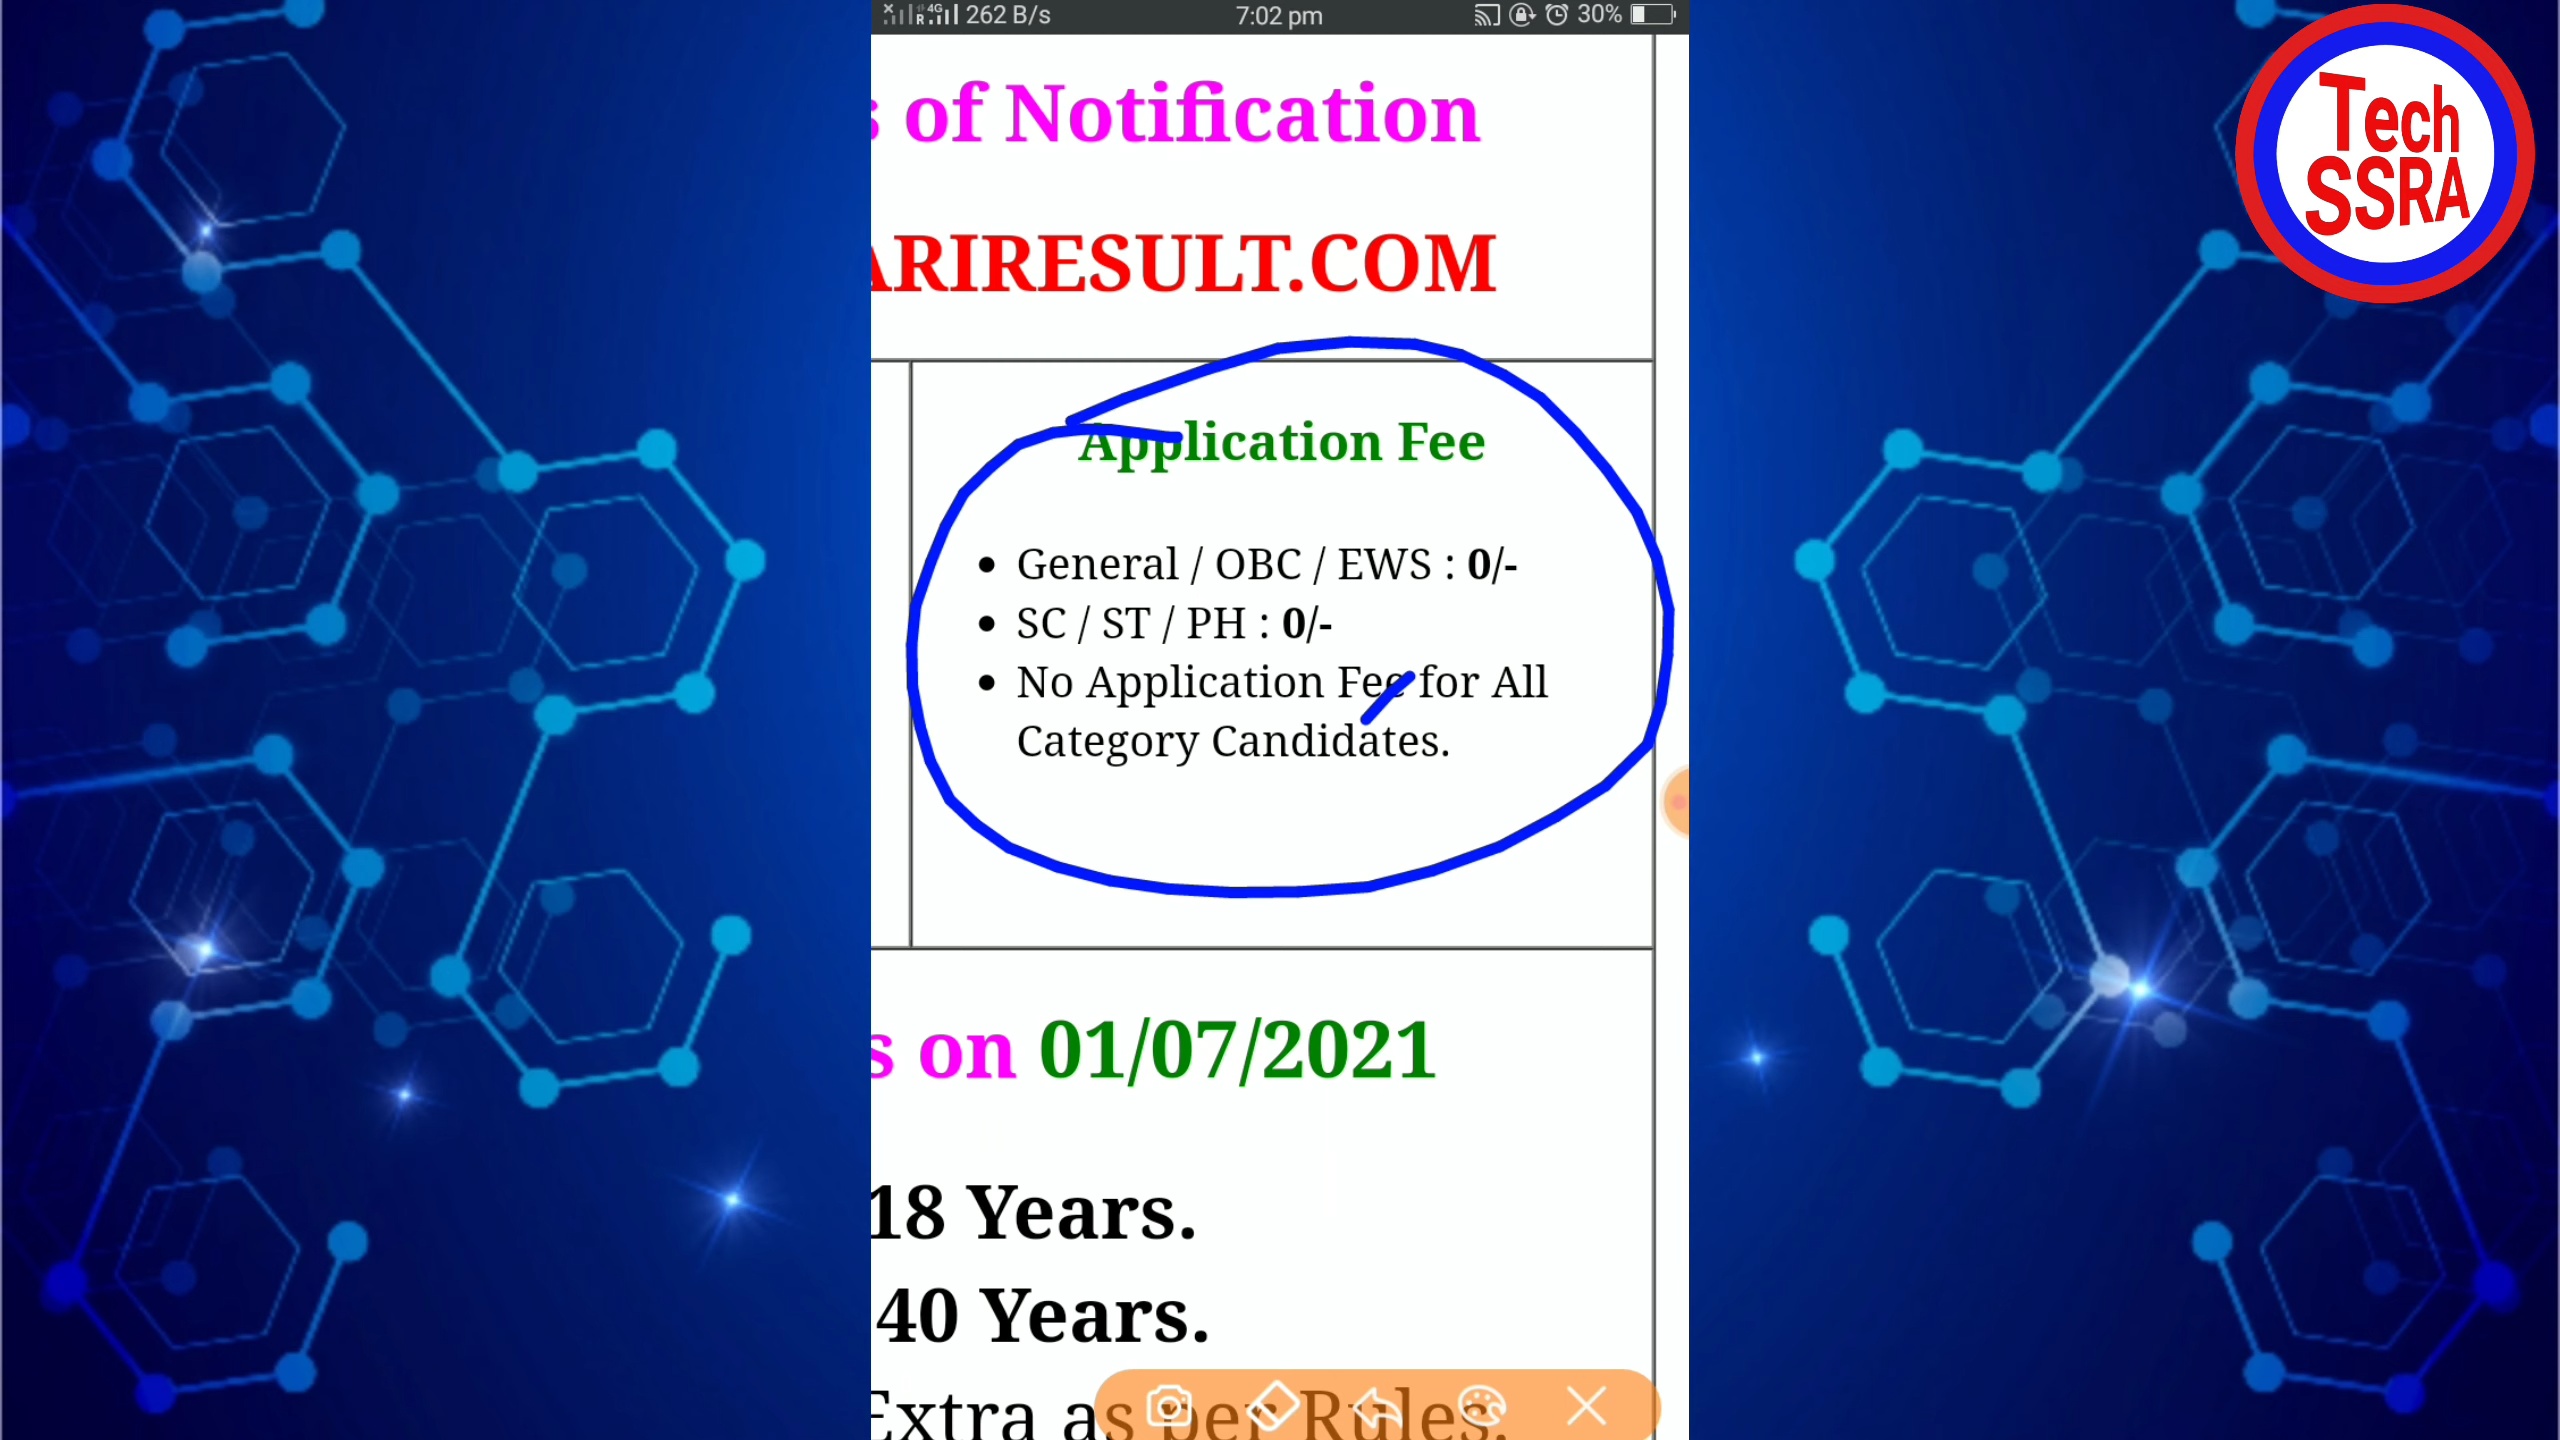 4G R 262 B/s 7:02 pm 30%
Tech
SSRA
s of Notification
ARIRESULT.COM
Application Fee
General / OBC / EWS : 0/-
SC / ST / PH : 0/-
No Application Fee for All
Category Candidates.
s on 01/07/2021
18 Years.
40 Years.
Extra as per Rules.